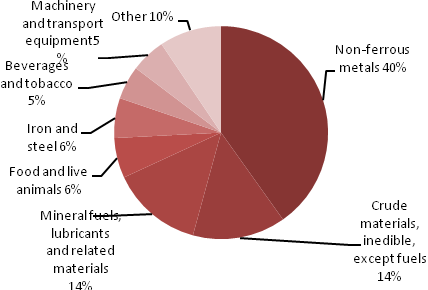 Machinery
and transport
equipment5
%
Other 10%
Non-ferrous
metals 40%
Beverages
and tobacco
5%
Iron and
steel 6%
Food and live
animals 6%
Mineral fuels,
lubricants
and related
materials
14%
Crude
materials,
inedible,
except fuels
14%